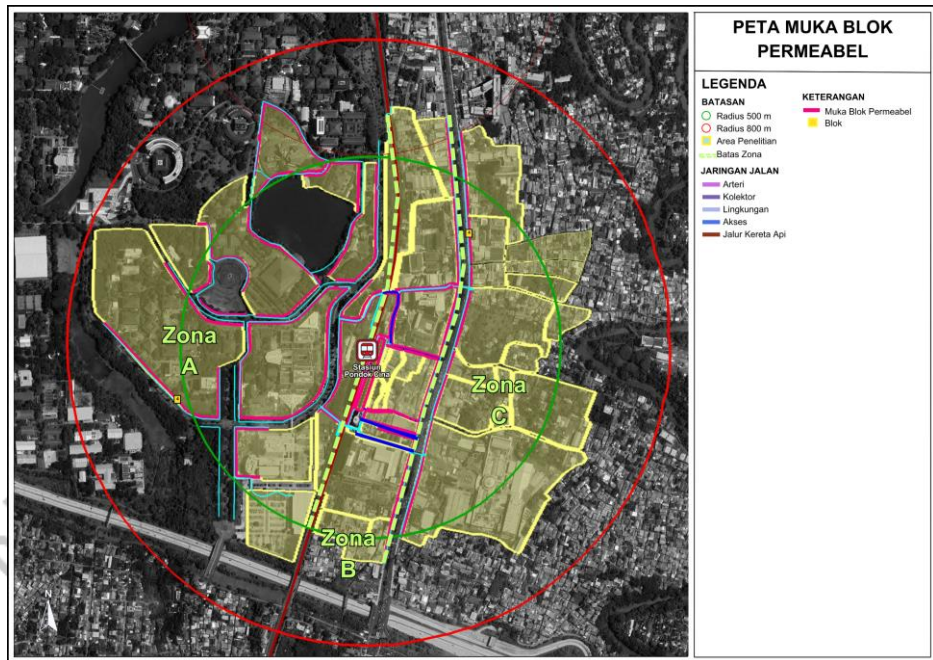 PETA MUKA BLOK
PERMEABEL
LEGENDA
BATASAN
Radius 500 m
Radius 800 m
Area Penelitian
Batas Zona
JARINGAN JALAN
Arteri
Kolektor
Lingkungan
Akses
Jalur Kereta Api
KETERANGAN
Muka Blok Permeabel
Blok
Zona
A
Stasiun
Pondok Cina
Zona
C
Zona
B
N